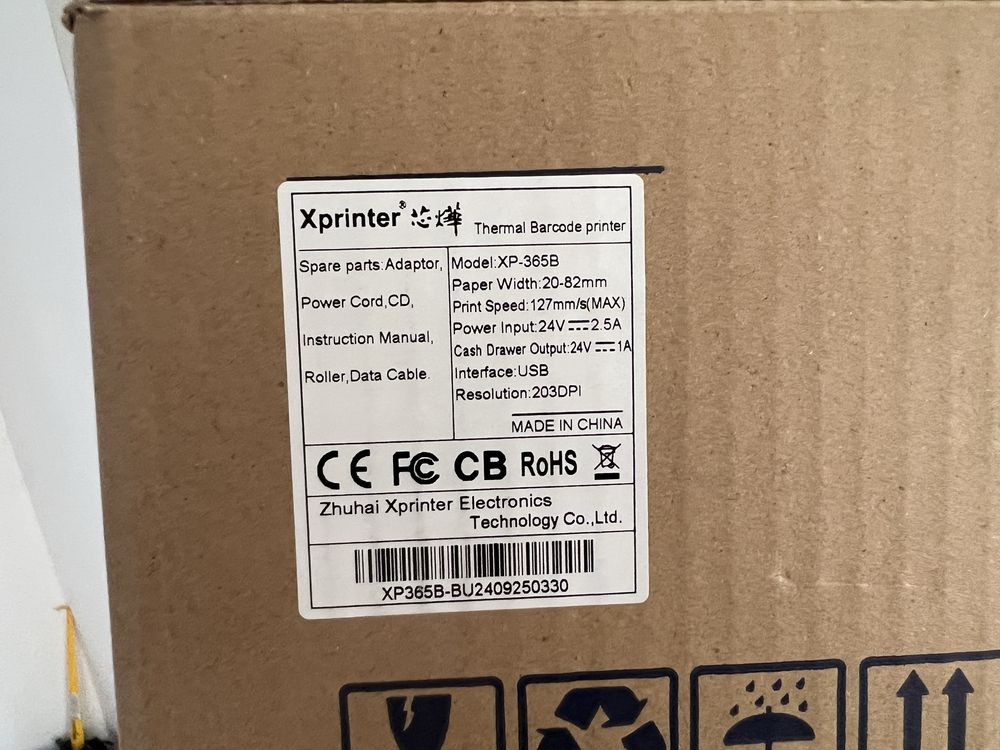 Xprinter® 芯烨 Thermal Barcode printer
Spare parts:Adaptor,
Power Cord,CD,
Instruction Manual,
Roller,Data Cable.
Model:XP-365B
Paper Width:20-82mm
Print Speed:127mm/s(MAX)
Power Input:24V⎓2.5A
Cash Drawer Output:24V⎓1A
Interface:USB
Resolution:203DPI
MADE IN CHINA
CE FC CB RoHS
Zhuhai Xprinter Electronics
Technology Co.,Ltd.
XP365B-BU2409250330